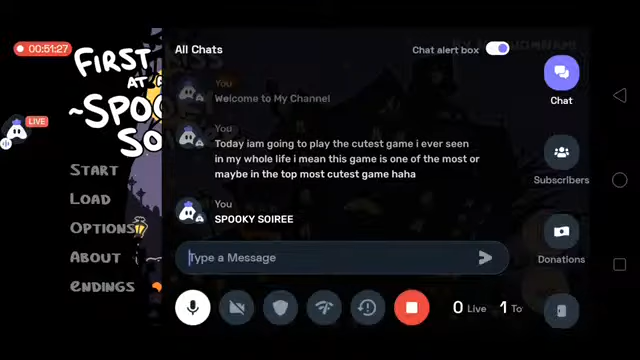 00:51:27
LIVE
FIRST
AT A
~SPOO
SO
START
LOAD
OPTIONS
ABOUT
ENDINGS
All Chats
Chat alert box
You
Welcome to My Channel
You
Today iam going to play the cutest game i ever seen
in my whole life i mean this game is one of the most or
maybe in the top most cutest game haha
You
SPOOKY SOIREE
Type a Message
0 Live
1 To
Chat
Subscribers
Donations